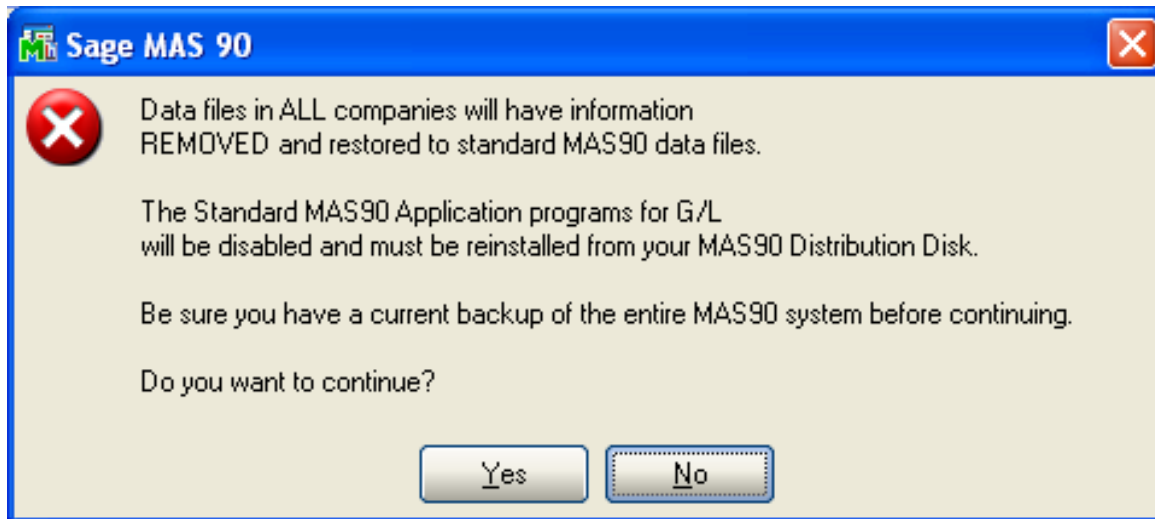 Sage MAS 90
Data files in ALL companies will have information
REMOVED and restored to standard MAS90 data files.
The Standard MAS90 Application programs for G/L
will be disabled and must be reinstalled from your MAS90 Distribution Disk.
Be sure you have a current backup of the entire MAS90 system before continuing.
Do you want to continue?
Yes
No